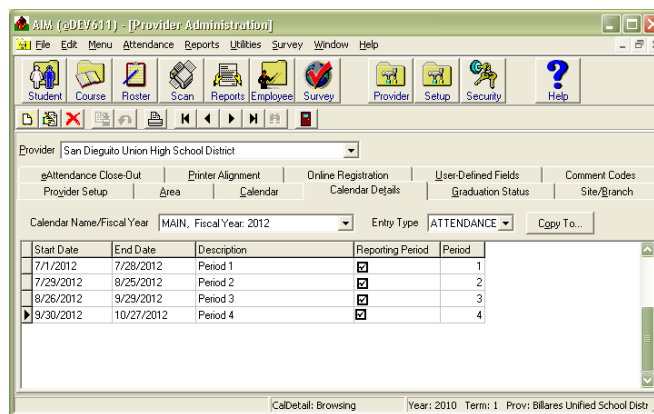 AIM (@DEV611) - [Provider Administration]
File Edit Menu Attendance Reports Utilities Survey Window Help
Student Course Roster Scan Reports Employee Survey Provider Setup Security Help
Provider San Dieguito Union High School District
eAttendance Close-Out Printer Alignment Online Registration User-Defined Fields Comment Codes
Provider Setup Area Calendar Calendar Details Graduation Status Site/Branch
Calendar Name/Fiscal Year MAIN, Fiscal Year: 2012 Entry Type ATTENDANCE Copy To...
Start Date End Date Description Reporting Period Period
7/1/2012 7/28/2012 Period 1 1
7/29/2012 8/25/2012 Period 2 2
8/26/2012 9/29/2012 Period 3 3
9/30/2012 10/27/2012 Period 4 4
CalDetail: Browsing Year: 2010 Term: 1 Prov: Billares Unified School Distr